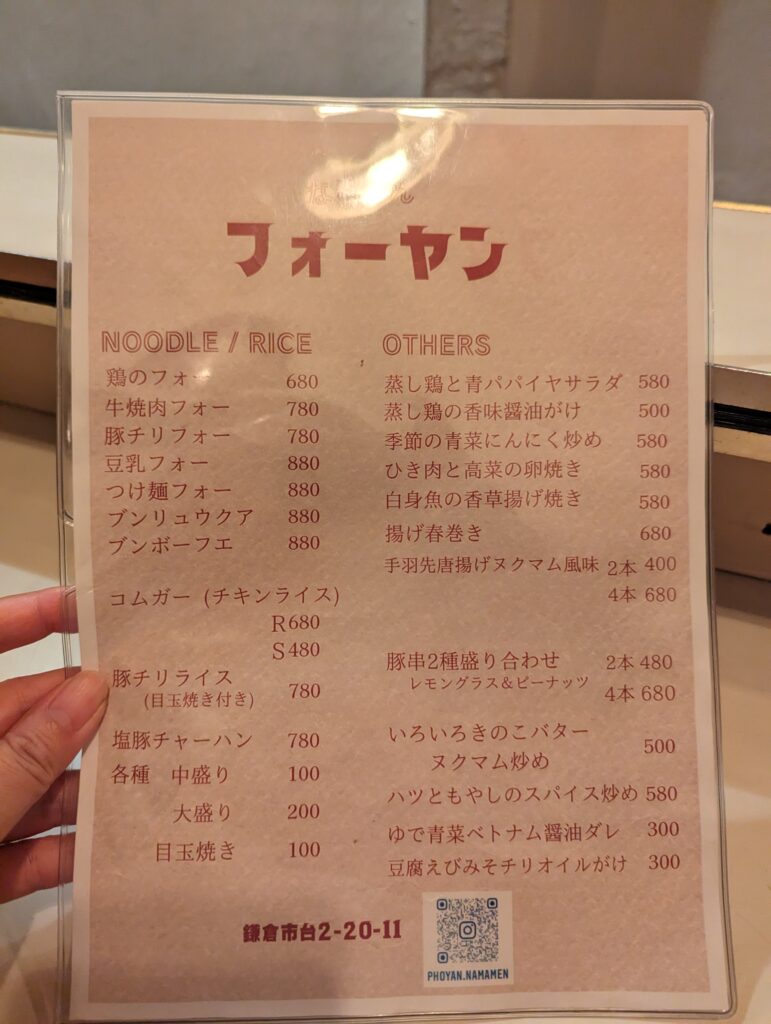 フォーヤン
NOODLE / RICE
鶏のフォー 680
牛焼肉フォー 780
豚チリフォー 780
豆乳フォー 880
つけ麺フォー 880
ブンリュウクア 880
ブンボーフエ 880
コムガー (チキンライス)
R680
S480
豚チリライス 780
(目玉焼き付き)
塩豚チャーハン 780
各種 中盛り 100
大盛り 200
目玉焼き 100
OTHERS
蒸し鶏と青パパイヤサラダ 580
蒸し鶏の香味醤油がけ 500
季節の青菜にんにく炒め 580
ひき肉と高菜の卵焼き 580
白身魚の香草揚げ焼き 580
揚げ春巻き 680
手羽先唐揚げヌクマム風味 2本 400
4本 680
豚串2種盛り合わせ 2本 480
レモングラス&ピーナッツ 4本 680
いろいろきのこバター
ヌクマム炒め 500
ハツともやしのスパイス炒め 580
ゆで青菜ベトナム醤油ダレ 300
豆腐えびみそチリオイルがけ 300
鎌倉市台2-20-11
PHOYAN.NAMAMEN